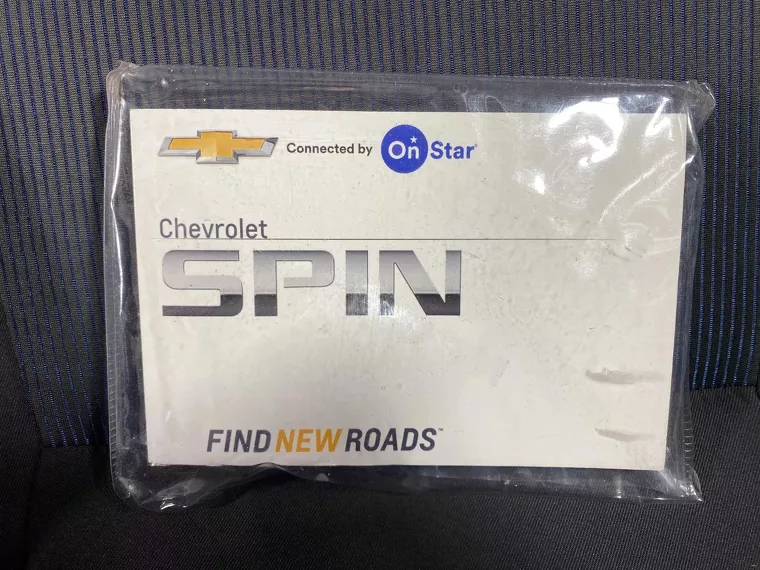 Connected by OnStar
Chevrolet
SPIN
FIND NEW ROADS™